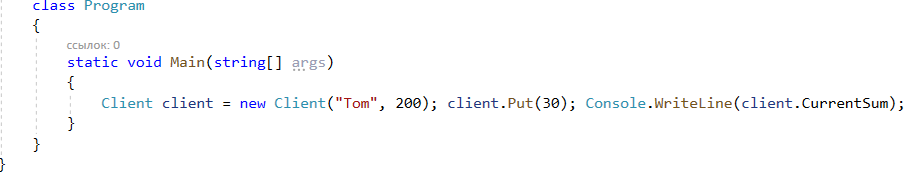 class Program
{
ссылок: 0
static void Main(string[] args)
{
Client client = new Client("Tom", 200); client.Put(30); Console.WriteLine(client.CurrentSum);
}
}
}